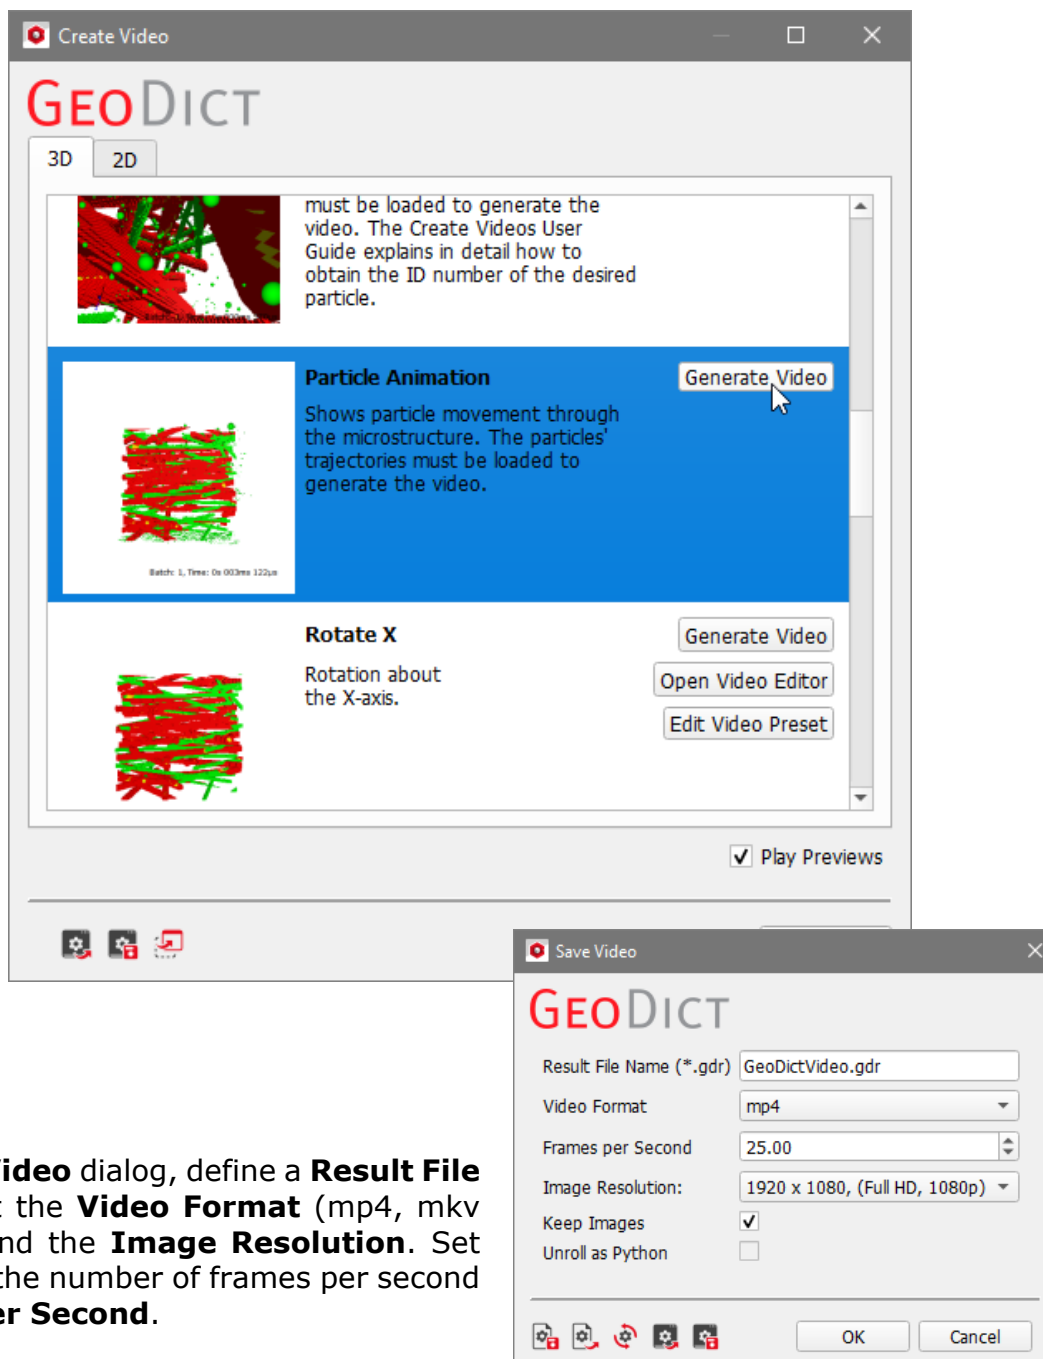 Create Video
GEODICT
3D 2D
must be loaded to generate the
video. The Create Videos User
Guide explains in detail how to
obtain the ID number of the desired
particle.
Particle Animation
Generate Video
Shows particle movement through
the microstructure. The particles'
trajectories must be loaded to
generate the video.
Batch: 1, Time: 0s 003ms 122µs
Rotate X
Generate Video
Rotation about
the X-axis.
Open Video Editor
Edit Video Preset
Play Previews
Save Video
GEODICT
Result File Name (*.gdr) GeoDictVideo.gdr
Video Format mp4
Frames per Second 25.00
Image Resolution: 1920 x 1080, (Full HD, 1080p)
Keep Images
Unroll as Python
OK Cancel
ideo dialog, define a Result File
the Video Format (mp4, mkv
nd the Image Resolution. Set
the number of frames per second
er Second.